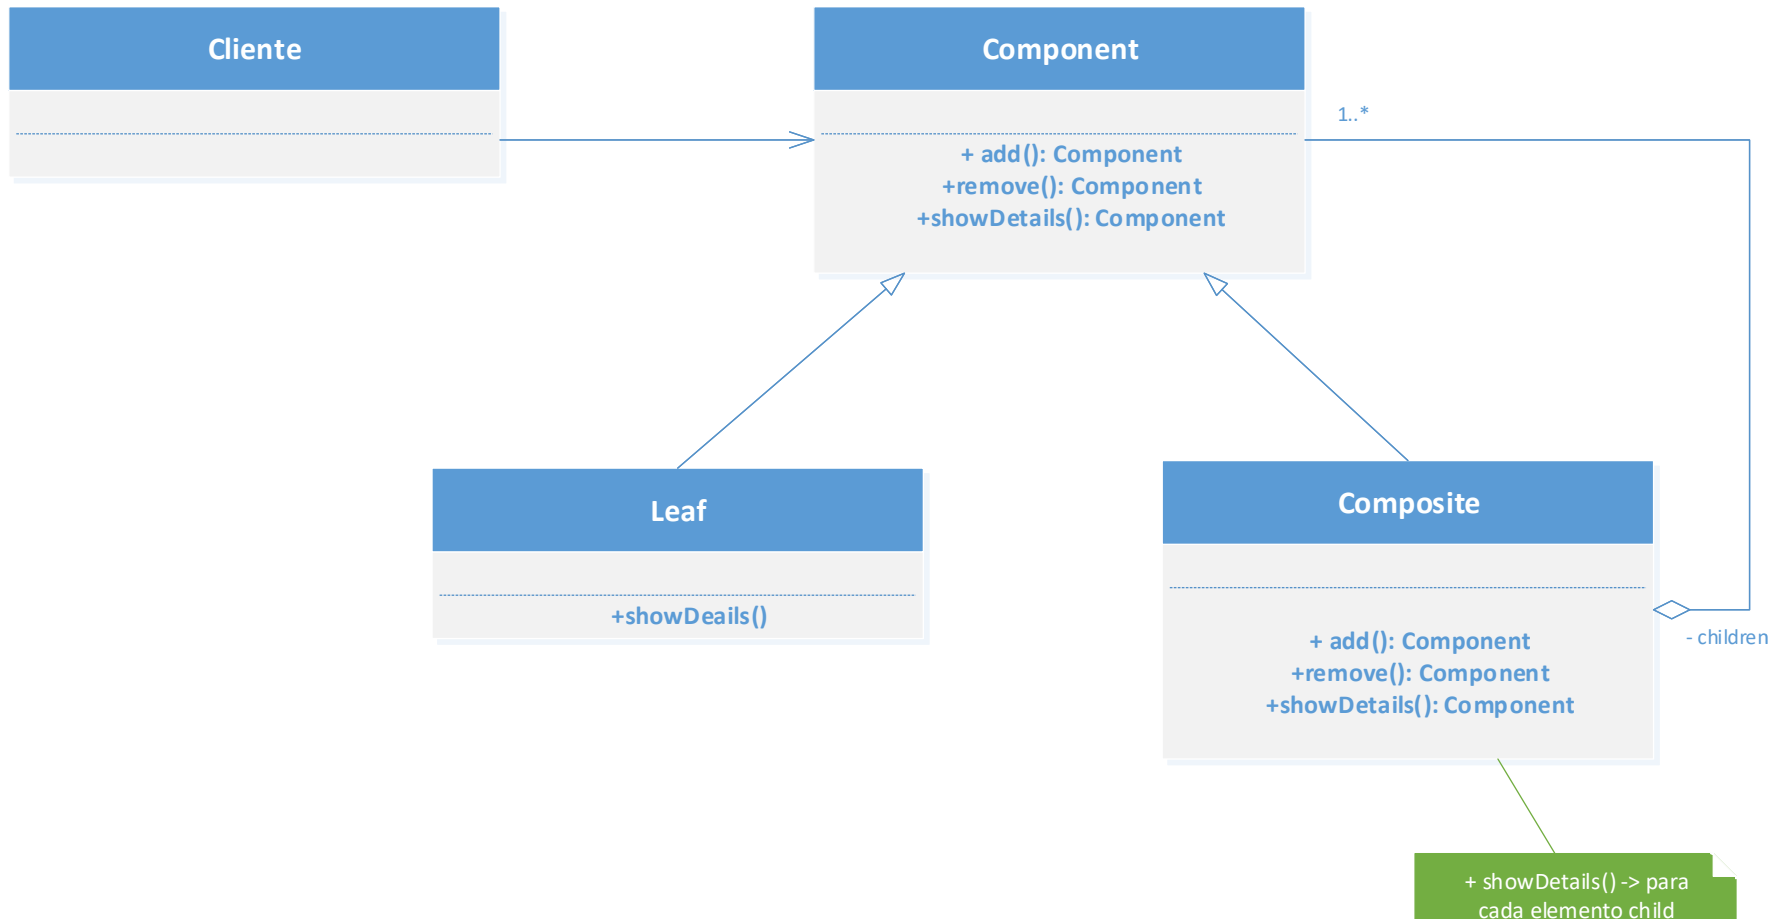 Cliente
Component
1..*
+ add(): Component
+remove(): Component
+showDetails(): Component
Leaf
+showDeails()
Composite
+ add(): Component
+remove(): Component
+showDetails(): Component
- children
+ showDetails() -> para
cada elemento child